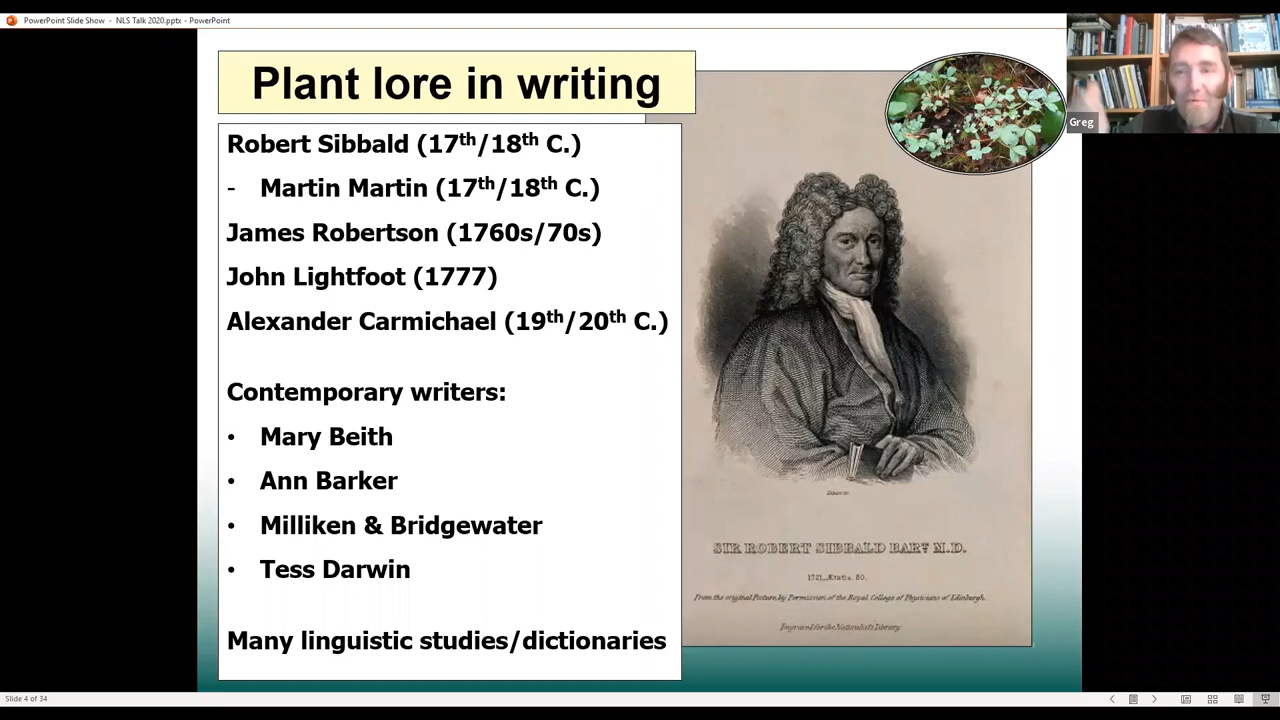 PowerPoint Slide Show - NLS Talk 2020.pptx - PowerPoint
Plant lore in writing
Greg
Robert Sibbald (17th/18th C.)
- Martin Martin (17th/18th C.)
James Robertson (1760s/70s)
John Lightfoot (1777)
Alexander Carmichael (19th/20th C.)
Contemporary writers:
• Mary Beith
• Ann Barker
• Milliken & Bridgewater
• Tess Darwin
Many linguistic studies/dictionaries
SIR ROBERT SIBBALD BART M.D.
1721, Ætatis. 80.
From the original Picture, by Permission of the Royal College of Physicians of Edinburgh.
Engraved for the Naturalist's Library
Slide 4 of 34